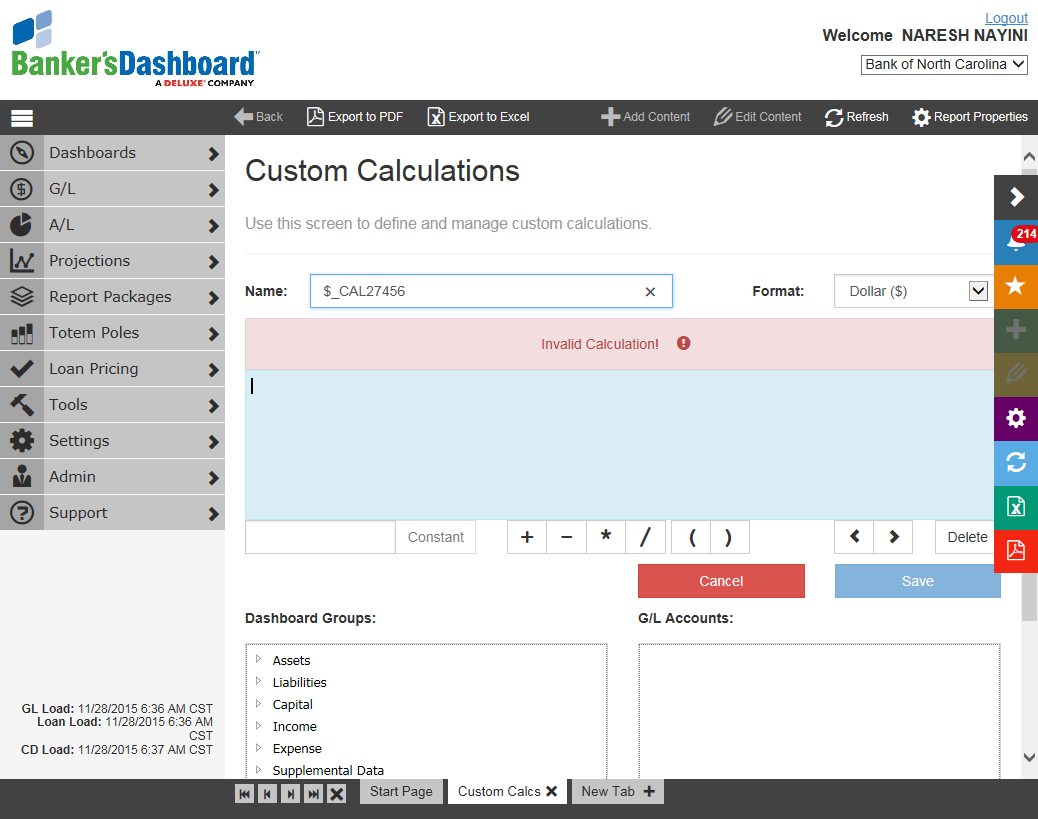 Logout
Welcome NARESH NAYINI
Banker'sDashboard™
A DELUXE® COMPANY
Bank of North Carolina
Back Export to PDF Export to Excel Add Content Edit Content Refresh Report Properties
Dashboards
G/L
A/L
Projections
Report Packages
Totem Poles
Loan Pricing
Tools
Settings
Admin
Support
GL Load: 11/28/2015 6:36 AM CST
Loan Load: 11/28/2015 6:36 AM
CST
CD Load: 11/28/2015 6:37 AM CST
Custom Calculations
Use this screen to define and manage custom calculations.
214
Name: $_CAL27456 Format: Dollar ($)
Invalid Calculation!
Constant + − * / ( ) Delete
Cancel Save
Dashboard Groups: G/L Accounts:
Assets
Liabilities
Capital
Income
Expense
Supplemental Data
Start Page Custom Calcs New Tab